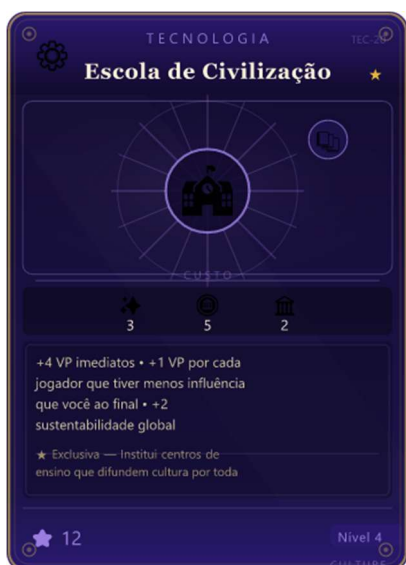 TECNOLOGIA
Escola de Civilização
CUSTO
3 5 2
+4 VP imediatos • +1 VP por cada
jogador que tiver menos influência
que você ao final • +2
sustentabilidade global
★ Exclusiva — Institui centros de
ensino que difundem cultura por toda
12
Nível 4